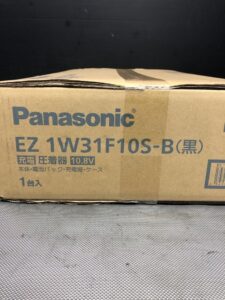 Panasonic
EZ 1W31F10S-B(黒)
充電 圧着器 10.8V
本体・電池パック・充電器・ケース
1台入